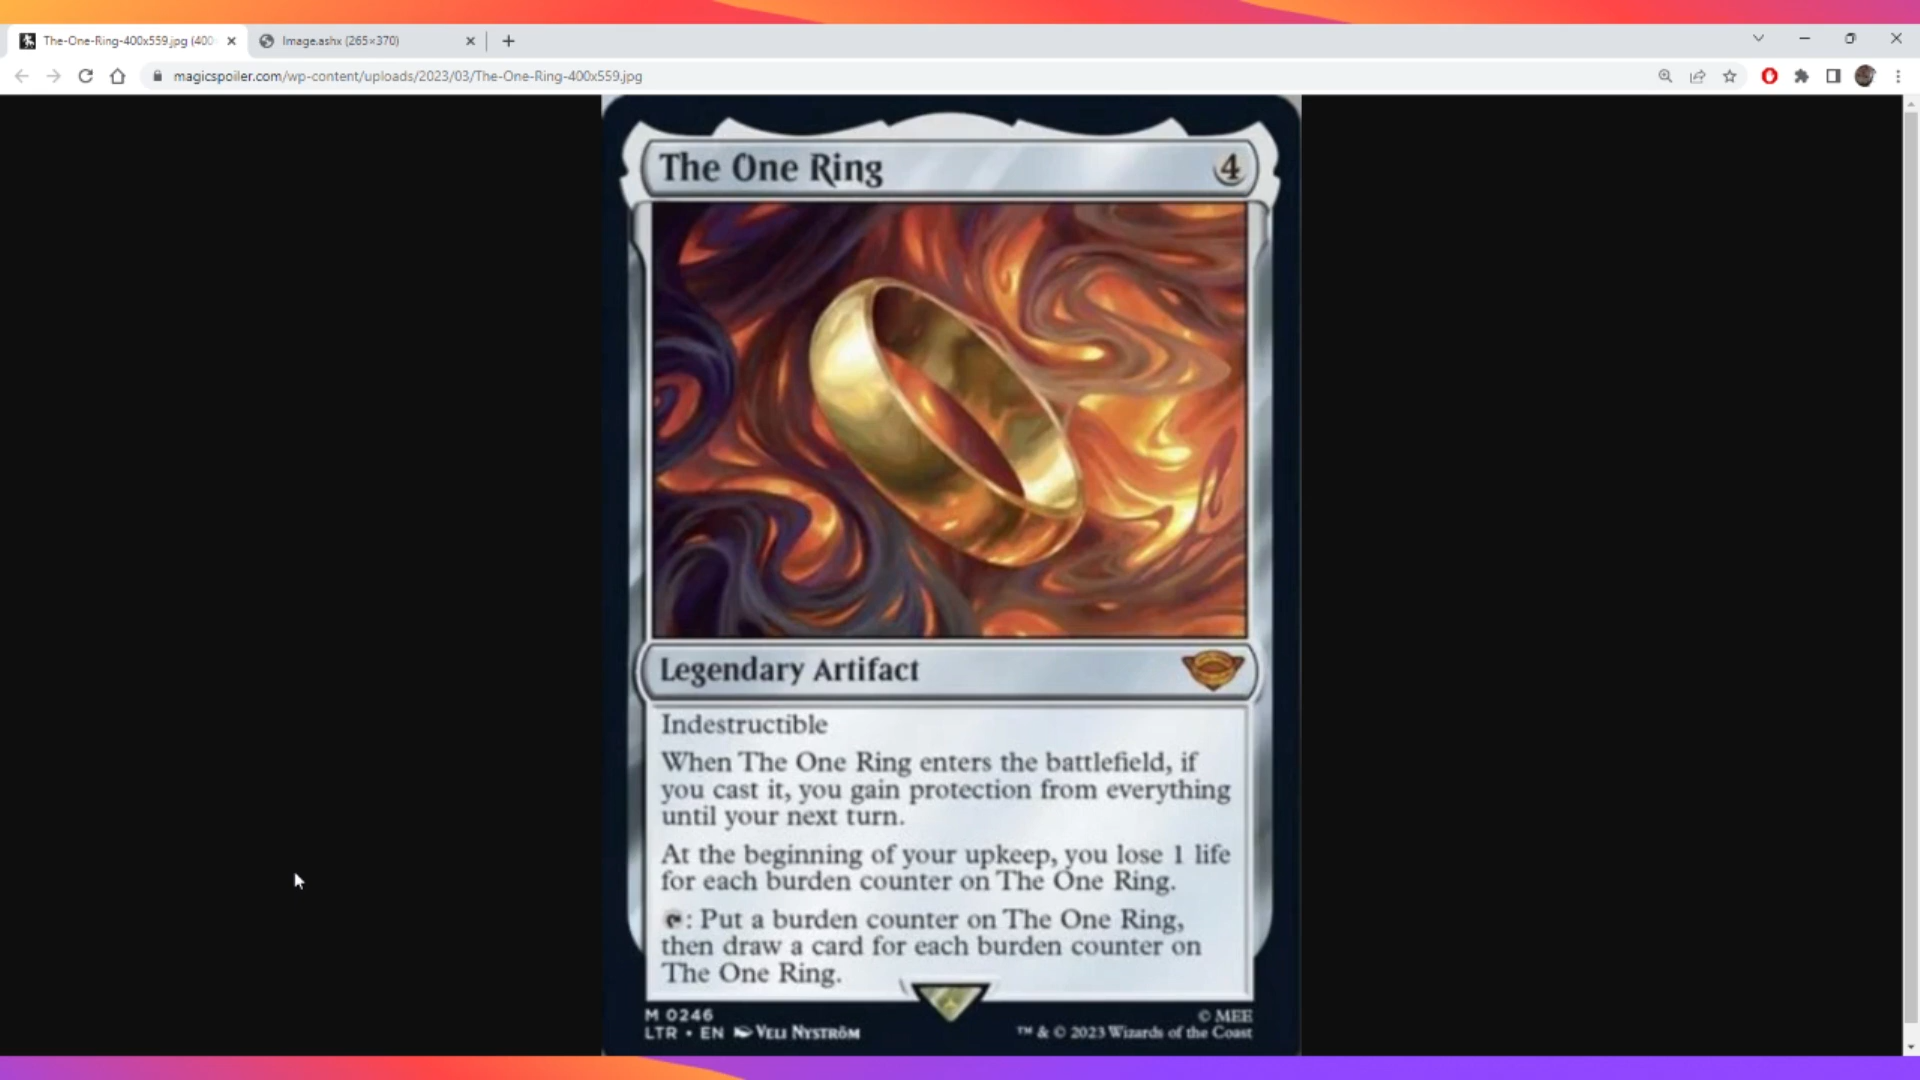 The-One-Ring-400x559.jpg (400
Image.ashx (265×370)
magicspoiler.com/wp-content/uploads/2023/03/The-One-Ring-400x559.jpg
The One Ring 4
Legendary Artifact
Indestructible
When The One Ring enters the battlefield, if
you cast it, you gain protection from everything
until your next turn.
At the beginning of your upkeep, you lose 1 life
for each burden counter on The One Ring.
: Put a burden counter on The One Ring,
then draw a card for each burden counter on
The One Ring.
M 0246 © MEE
LTR • EN VELI NYSTRÖM ™ & © 2023 Wizards of the Coast